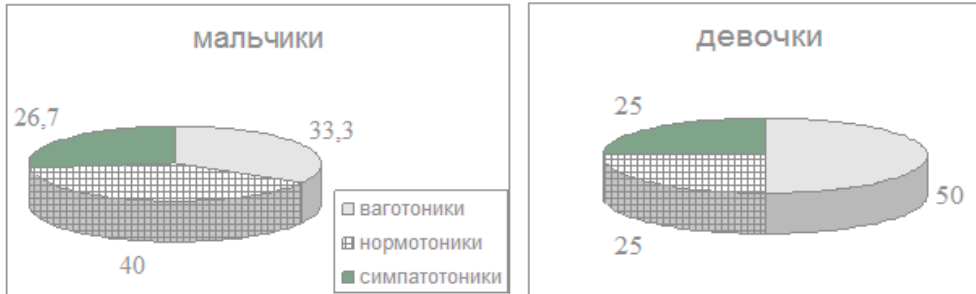 мальчики
26,7
33,3
40
ваготоники
нормотоники
симпатотоники
девочки
25
50
25